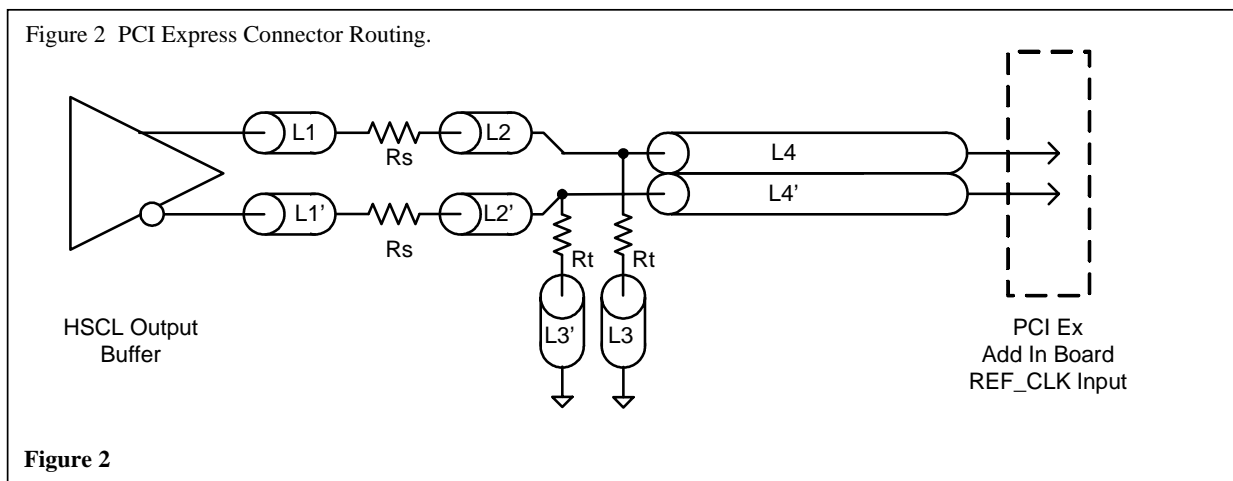 Figure 2 PCI Express Connector Routing.
L1
Rs
L2
L4
L1'
Rs
L2'
L4'
Rt
Rt
L3'
L3
HSCL Output
Buffer
PCI Ex
Add In Board
REF_CLK Input
Figure 2